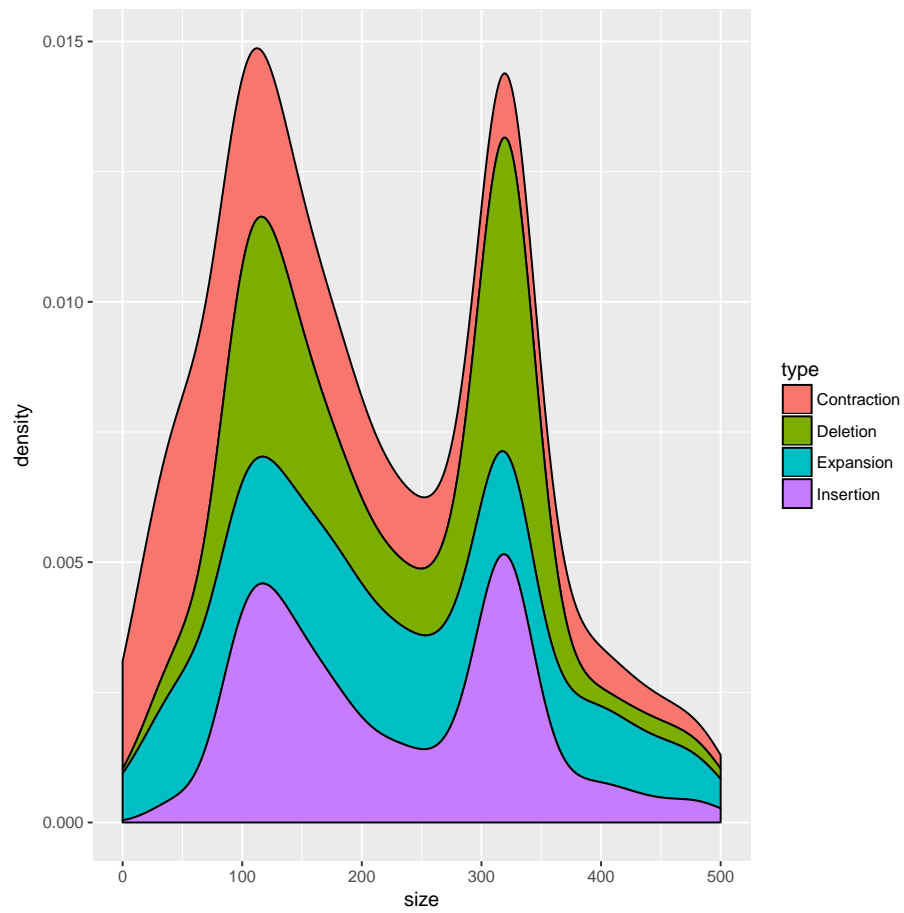 0.015
0.010
0.005
0.000
density
0
100
200
300
400
500
size
type
Contraction
Deletion
Expansion
Insertion